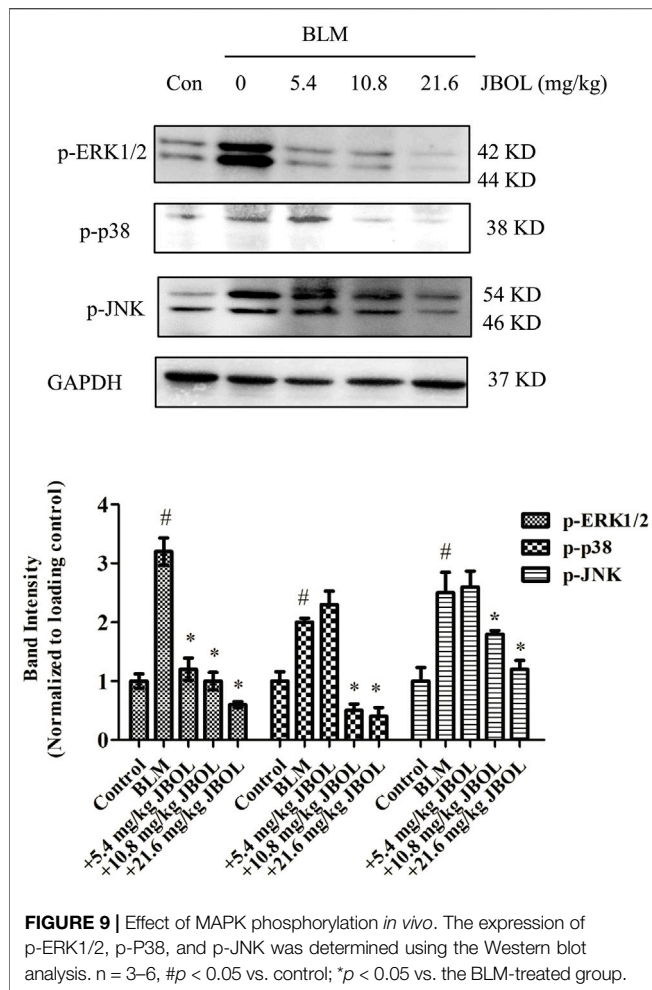 BLM
Con 0 5.4 10.8 21.6 JBOL (mg/kg)
p-ERK1/2
42 KD
44 KD
p-p38
38 KD
p-JNK
54 KD
46 KD
GAPDH
37 KD
Band Intensity
(Normalized to loading control)
4
3
2
1
0
#
*
*
*
#
*
*
#
*
*
p-ERK1/2
p-p38
p-JNK
Control
BLM
+5.4 mg/kg JBOL
+10.8 mg/kg JBOL
+21.6 mg/kg JBOL
Control
BLM
+5.4 mg/kg JBOL
+10.8 mg/kg JBOL
+21.6 mg/kg JBOL
Control
BLM
+5.4 mg/kg JBOL
+10.8 mg/kg JBOL
+21.6 mg/kg JBOL
FIGURE 9 | Effect of MAPK phosphorylation in vivo. The expression of
p-ERK1/2, p-P38, and p-JNK was determined using the Western blot
analysis. n = 3–6, #p < 0.05 vs. control; *p < 0.05 vs. the BLM-treated group.